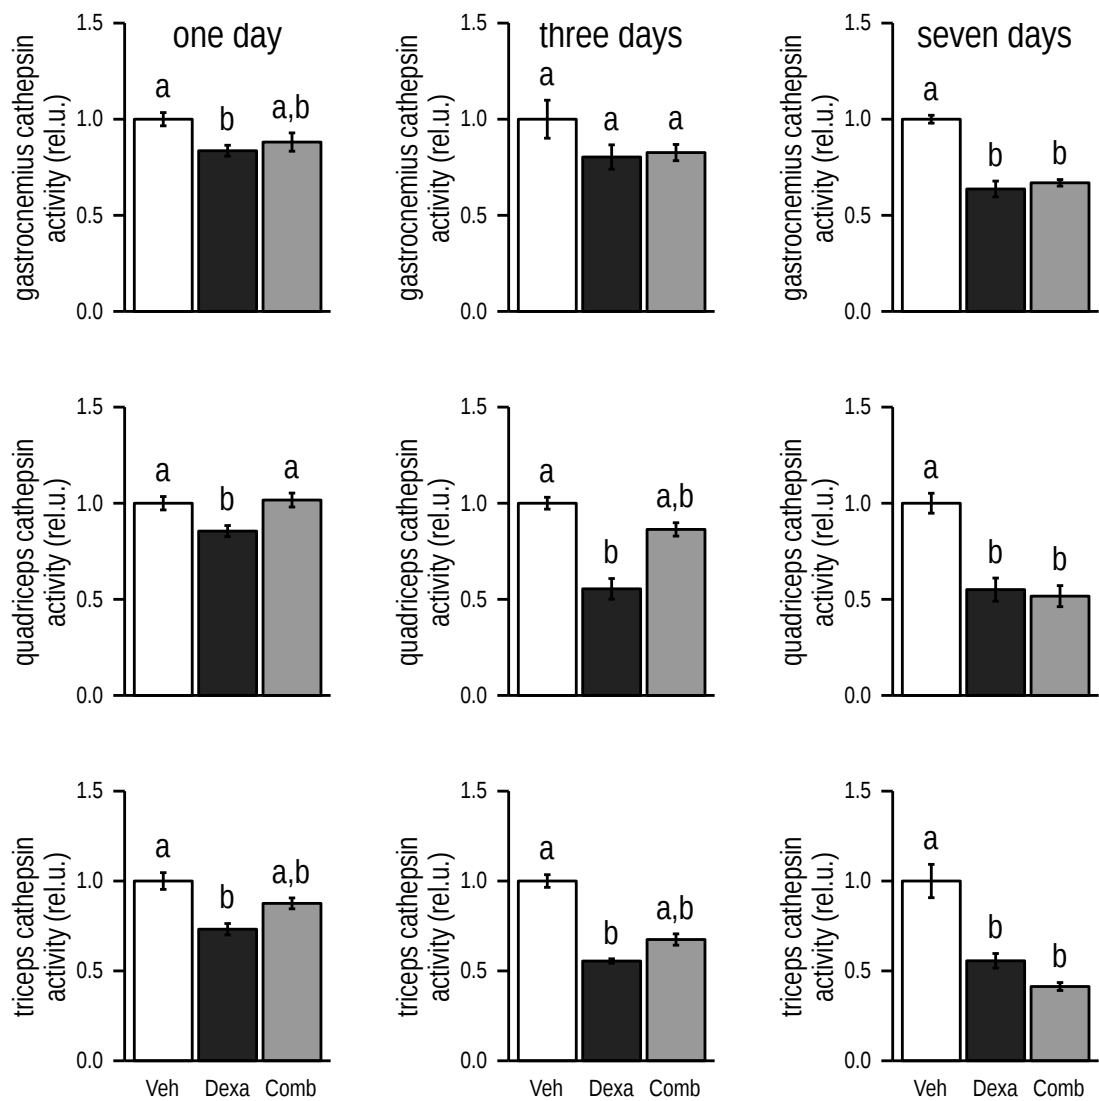 one day
three days
seven days
gastrocnemius cathepsin
activity (rel.u.)
1.5
1.0
0.5
0.0
a
b
a,b
gastrocnemius cathepsin
activity (rel.u.)
1.5
1.0
0.5
0.0
a
a
a
gastrocnemius cathepsin
activity (rel.u.)
1.5
1.0
0.5
0.0
a
b
b
quadriceps cathepsin
activity (rel.u.)
1.5
1.0
0.5
0.0
a
b
a
quadriceps cathepsin
activity (rel.u.)
1.5
1.0
0.5
0.0
a
b
a,b
quadriceps cathepsin
activity (rel.u.)
1.5
1.0
0.5
0.0
a
b
b
triceps cathepsin
activity (rel.u.)
1.5
1.0
0.5
0.0
a
b
a,b
Veh Dexa Comb
triceps cathepsin
activity (rel.u.)
1.5
1.0
0.5
0.0
a
b
a,b
Veh Dexa Comb
triceps cathepsin
activity (rel.u.)
1.5
1.0
0.5
0.0
a
b
b
Veh Dexa Comb